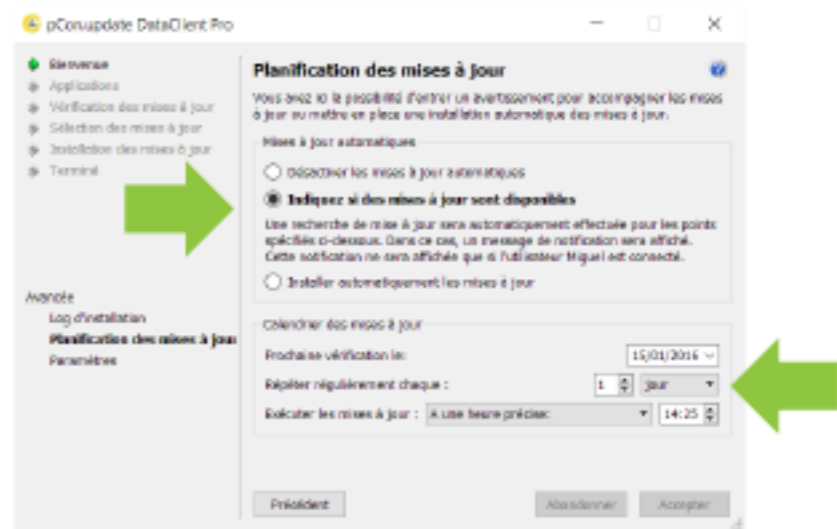 pCon.update DataClient Pro
Bienvenue
Applications
Vérification des mises à jour
Sélection des mises à jour
Installation des mises à jour
Terminé
Avancée
Log d'installation
Planification des mises à jour
Paramètres
Planification des mises à jour
Vous avez ici la possibilité d'entrer un avertissement pour accompagner les mises
à jour ou mettre en place une installation automatique des mises à jour.
Mises à jour automatiques
Désactiver les mises à jour automatiques
Indiquez si des mises à jour sont disponibles
Une recherche de mise à jour sera automatiquement effectuée pour les points
spécifiés ci-dessous. Dans ce cas, un message de notification sera affiché.
Cette notification ne sera affichée que si l'utilisateur Miguel est connecté.
Installer automatiquement les mises à jour
Calendrier des mises à jour
Prochaine vérification le:
15/01/2016
Répéter régulièrement chaque :
1
jour
Exécuter les mises à jour :
A une heure précise:
14:25
Précédent
Abandonner
Accepter